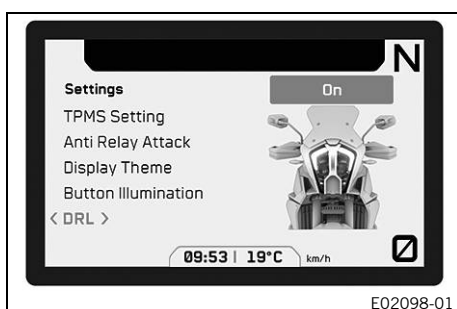 N
Settings
On
TPMS Setting
Anti Relay Attack
Display Theme
Button Illumination
< DRL >
09:53 | 19°C km/h
0
E02098-01